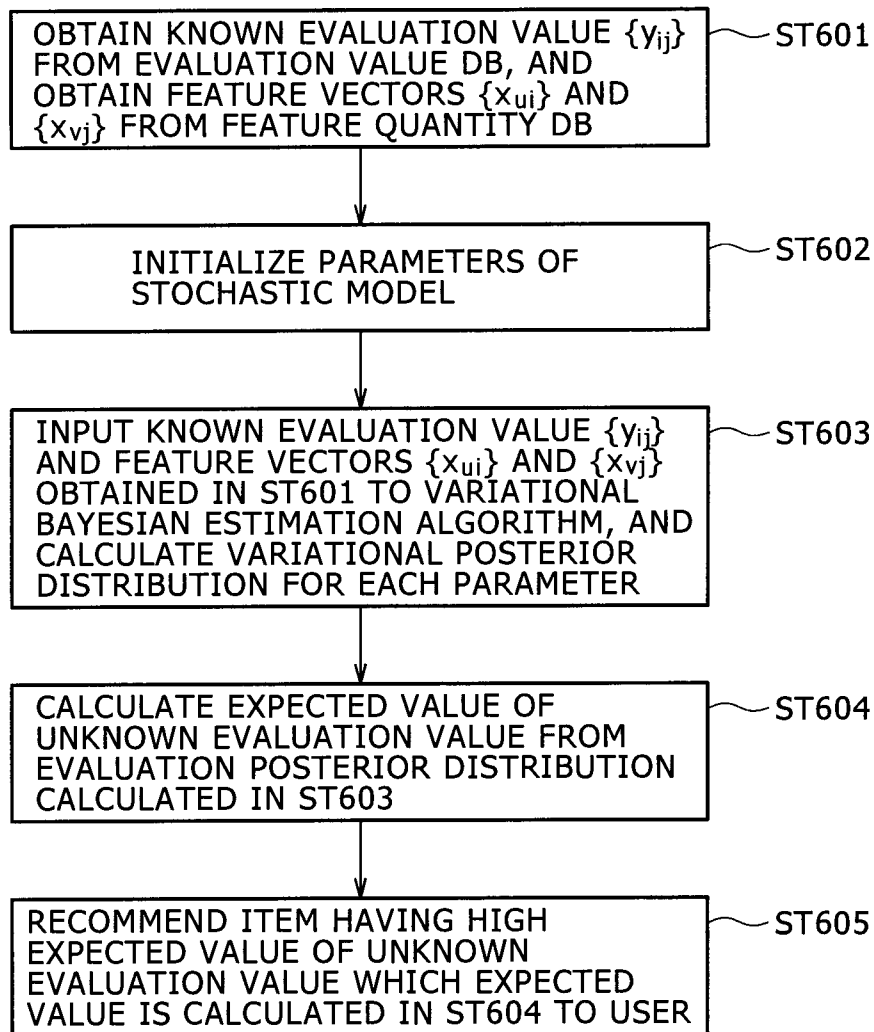 OBTAIN KNOWN EVALUATION VALUE {yij}
FROM EVALUATION VALUE DB, AND
OBTAIN FEATURE VECTORS {xui} AND
{xvj} FROM FEATURE QUANTITY DB
ST601
INITIALIZE PARAMETERS OF
STOCHASTIC MODEL
ST602
INPUT KNOWN EVALUATION VALUE {yij}
AND FEATURE VECTORS {xui} AND {xvj}
OBTAINED IN ST601 TO VARIATIONAL
BAYESIAN ESTIMATION ALGORITHM, AND
CALCULATE VARIATIONAL POSTERIOR
DISTRIBUTION FOR EACH PARAMETER
ST603
CALCULATE EXPECTED VALUE OF
UNKNOWN EVALUATION VALUE FROM
EVALUATION POSTERIOR DISTRIBUTION
CALCULATED IN ST603
ST604
RECOMMEND ITEM HAVING HIGH
EXPECTED VALUE OF UNKNOWN
EVALUATION VALUE WHICH EXPECTED
VALUE IS CALCULATED IN ST604 TO USER
ST605